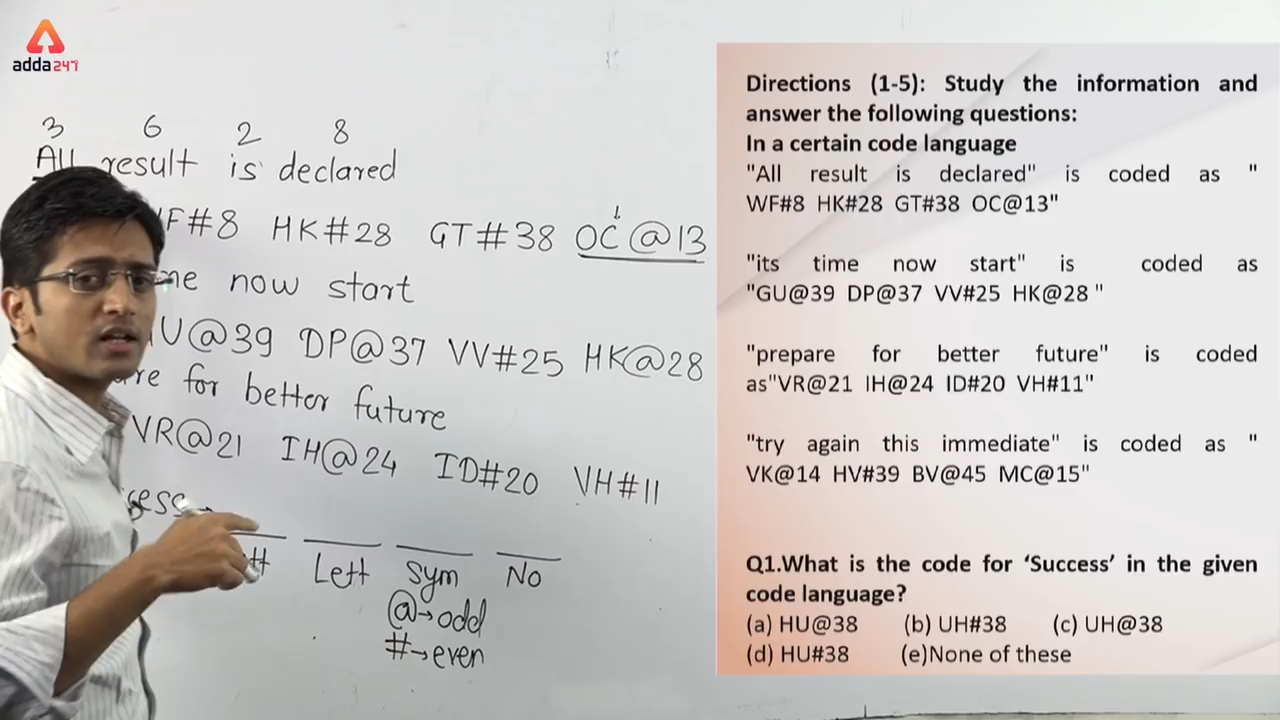 adda247
3 6 2 8
All result is declared
WF#8 HK#28 GT#38 OC@13
now start
GU@39 DP@37 VV#25 HK@28
for better future
VR@21 IH@24 ID#20 VH#11
Lett Sym No
@→odd
#→even
Directions (1-5): Study the information and
answer the following questions:
In a certain code language
"All result is declared" is coded as "
WF#8 HK#28 GT#38 OC@13"
"its time now start" is coded as
"GU@39 DP@37 VV#25 HK@28 "
"prepare for better future" is coded
as"VR@21 IH@24 ID#20 VH#11"
"try again this immediate" is coded as "
VK@14 HV#39 BV@45 MC@15"
Q1.What is the code for ‘Success’ in the given
code language?
(a) HU@38 (b) UH#38 (c) UH@38
(d) HU#38 (e)None of these